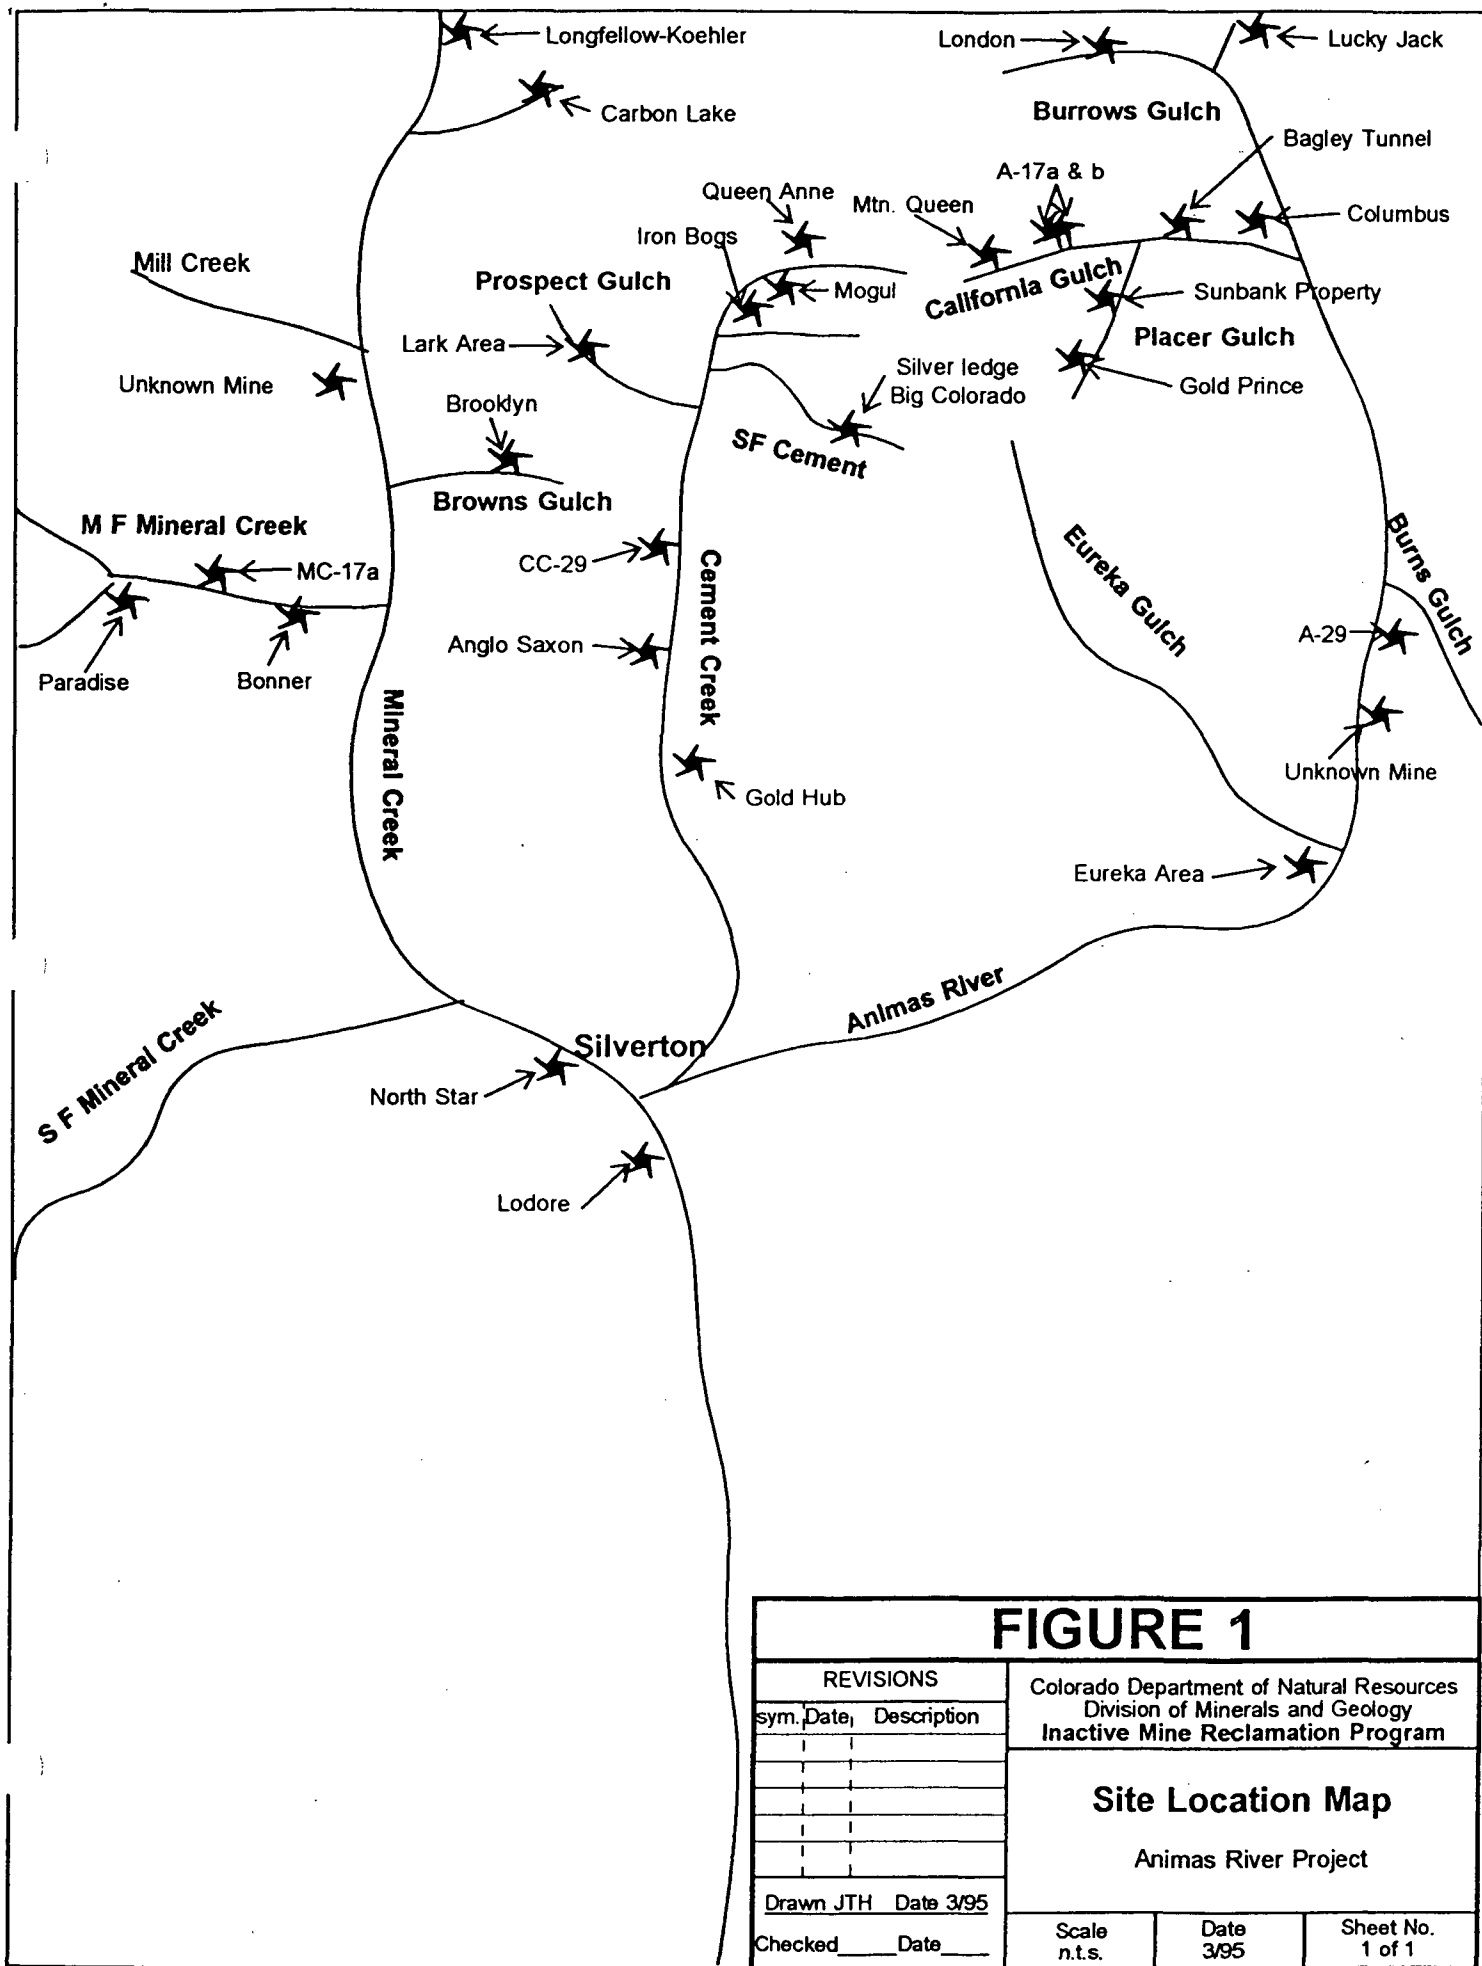 Longfellow-Koehler
London
Lucky Jack
Carbon Lake
Burrows Gulch
Bagley Tunnel
A-17a & b
Queen Anne
Mtn. Queen
Columbus
Iron Bogs
Mill Creek
Prospect Gulch
Mogul
California Gulch
Sunbank Property
Lark Area
Placer Gulch
Silver ledge
Big Colorado
Unknown Mine
Gold Prince
Brooklyn
SF Cement
Browns Gulch
M F Mineral Creek
Burns Gulch
Eureka Gulch
CC-29
MC-17a
Cement Creek
A-29
Anglo Saxon
Paradise
Bonner
Mineral Creek
Unknown Mine
Gold Hub
Eureka Area
Animas River
S F Mineral Creek
Silverton
North Star
Lodore
FIGURE 1
REVISIONS
sym. Date Description
Colorado Department of Natural Resources
Division of Minerals and Geology
Inactive Mine Reclamation Program
Site Location Map
Animas River Project
Drawn JTH Date 3/95
Checked____ Date____
Scale
n.t.s.
Date
3/95
Sheet No.
1 of 1